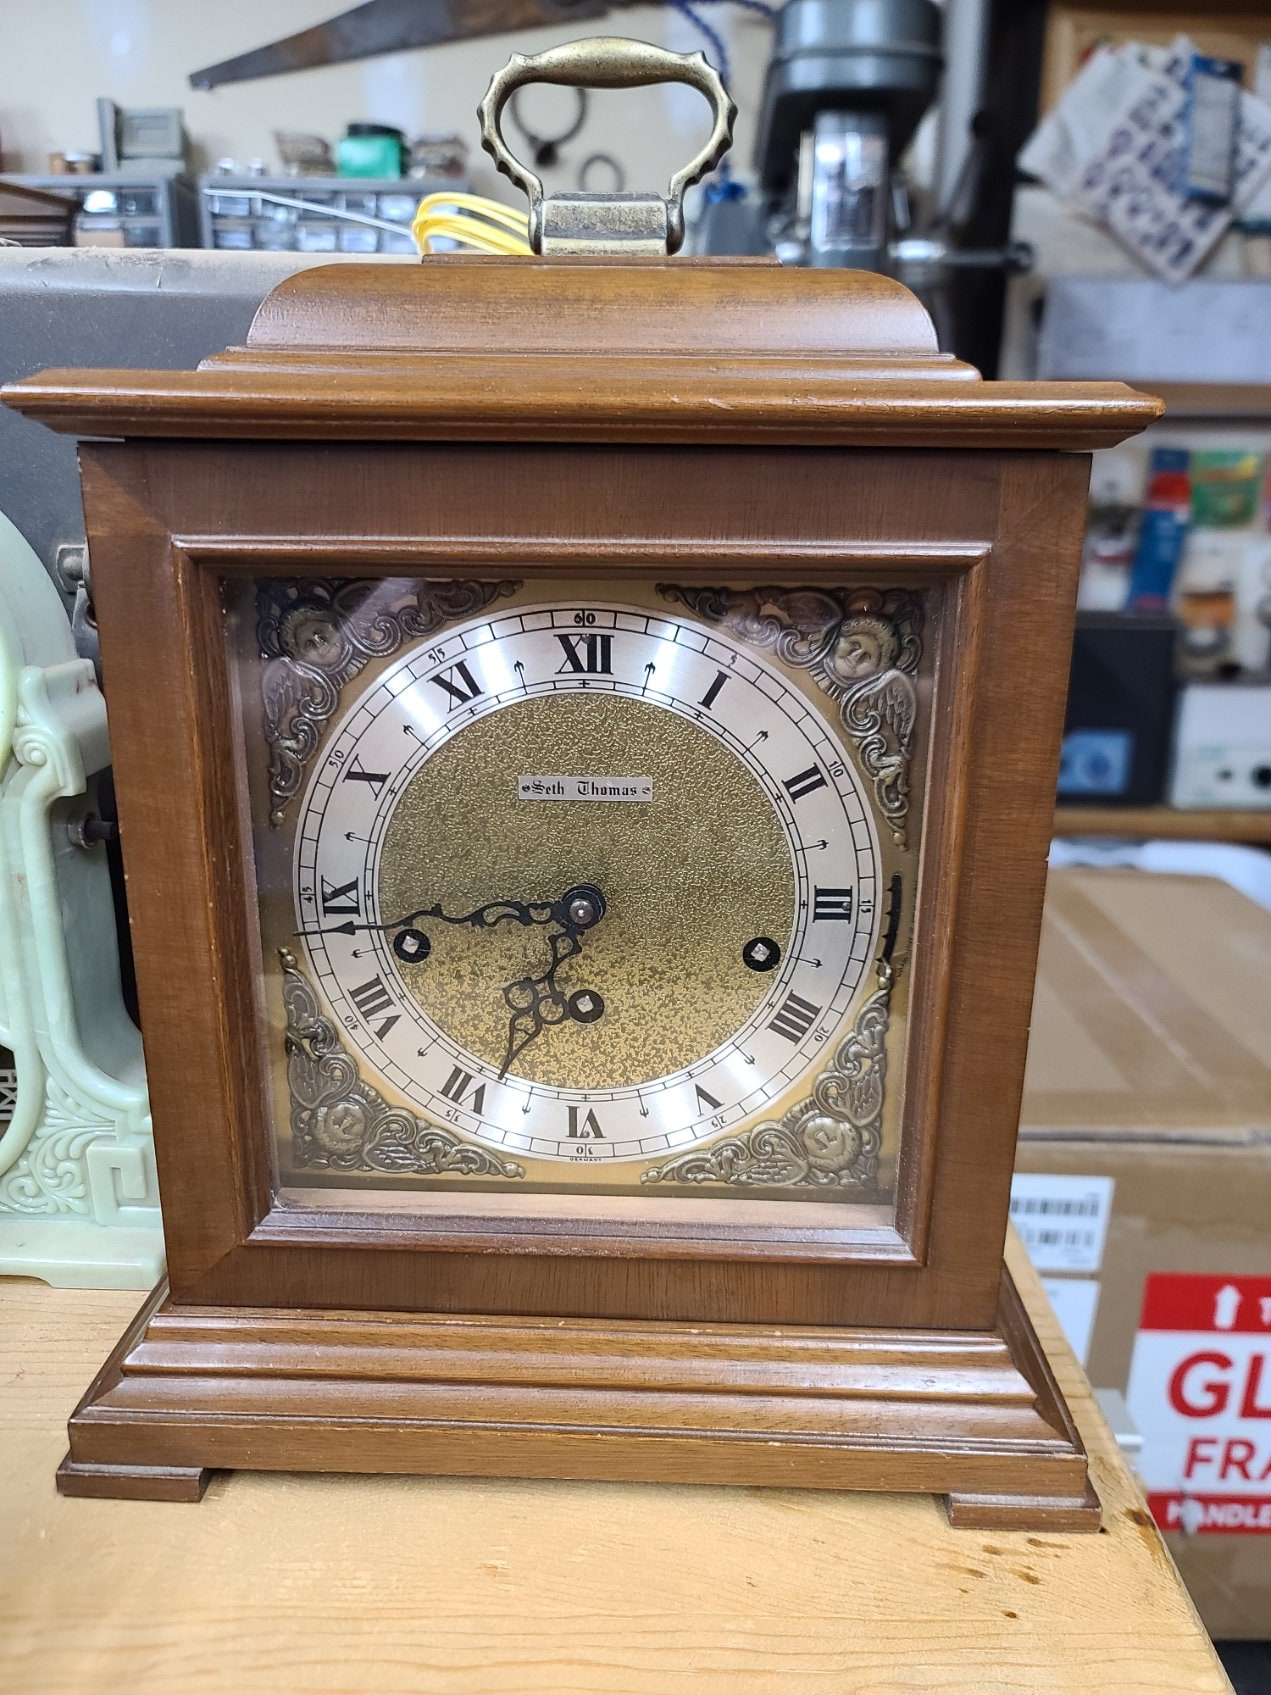 60
XII
5
I
10
II
15
III
20
IIII
25
V
30
VI
35
VII
40
VIII
45
IX
50
X
55
XI
Seth Thomas
GERMANY
GL
FRA
HANDLE